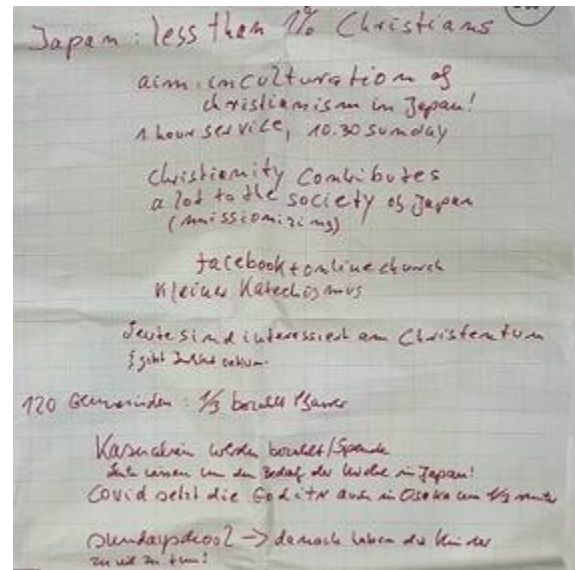 Japan: less than 1% Christians
aim: inculturation of
christianism in Japan!
1 hour service, 10.30 sunday
christianity contributes
a lot to the society of Japan
(missionizing)
facebook + online church
Kleiner Katechismus
Leute sind interessiert am Christentum
120 Gemeinden: 1/3 bezahlt Pfarrer
Kasualien werden bezahlt/Spende
Leute wissen um den Bedarf der Kirche in Japan!
Covid setzt die Goditr auch in Osaka um 1/3 runter
sundayschool -> danach haben die Kinder
zu viel zu tun!